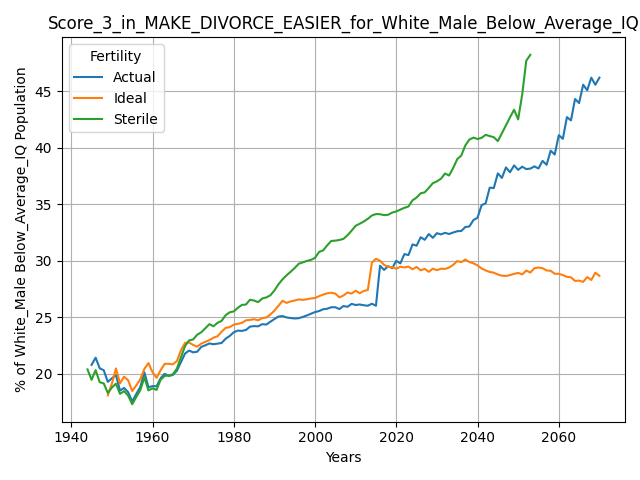 Score_3_in_MAKE_DIVORCE_EASIER_for_White_Male_Below_Average_IQ
Fertility
Actual
Ideal
Sterile
% of White_Male Below_Average_IQ Population
45
40
35
30
25
20
1940
1960
1980
2000
2020
2040
2060
Years